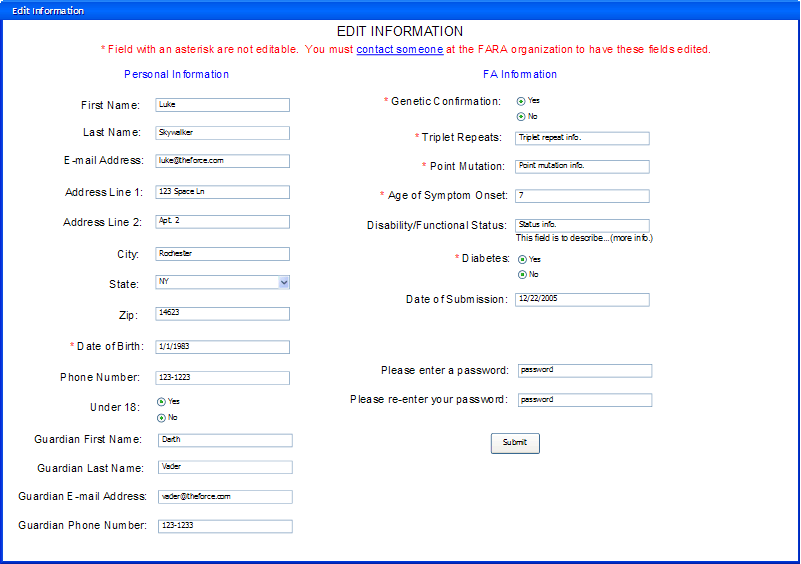 Edit Information
EDIT INFORMATION
* Field with an asterisk are not editable. You must contact someone at the FARA organization to have these fields edited.
Personal Information
First Name: Luke
Last Name: Skywalker
E-mail Address: luke@theforce.com
Address Line 1: 123 Space Ln
Address Line 2: Apt. 2
City: Rochester
State: NY
Zip: 14623
* Date of Birth: 1/1/1983
Phone Number: 123-1223
Under 18: Yes
No
Guardian First Name: Darth
Guardian Last Name: Vader
Guardian E-mail Address: vader@theforce.com
Guardian Phone Number: 123-1233
FA Information
* Genetic Confirmation: Yes
No
* Triplet Repeats: Triplet repeat info.
* Point Mutation: Point mutation info.
* Age of Symptom Onset: 7
Disability/Functional Status: Status info.
This field is to describe...(more info.)
* Diabetes: Yes
No
Date of Submission: 12/22/2005
Please enter a password: password
Please re-enter your password: password
Submit